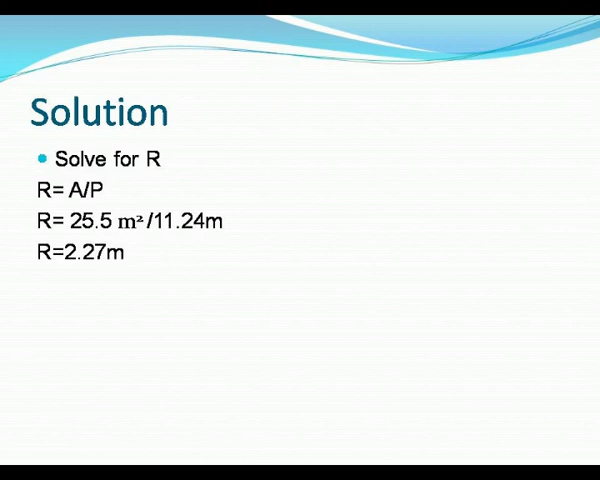 Solution
• Solve for R
R= A/P
R= 25.5 m²/11.24m
R=2.27m